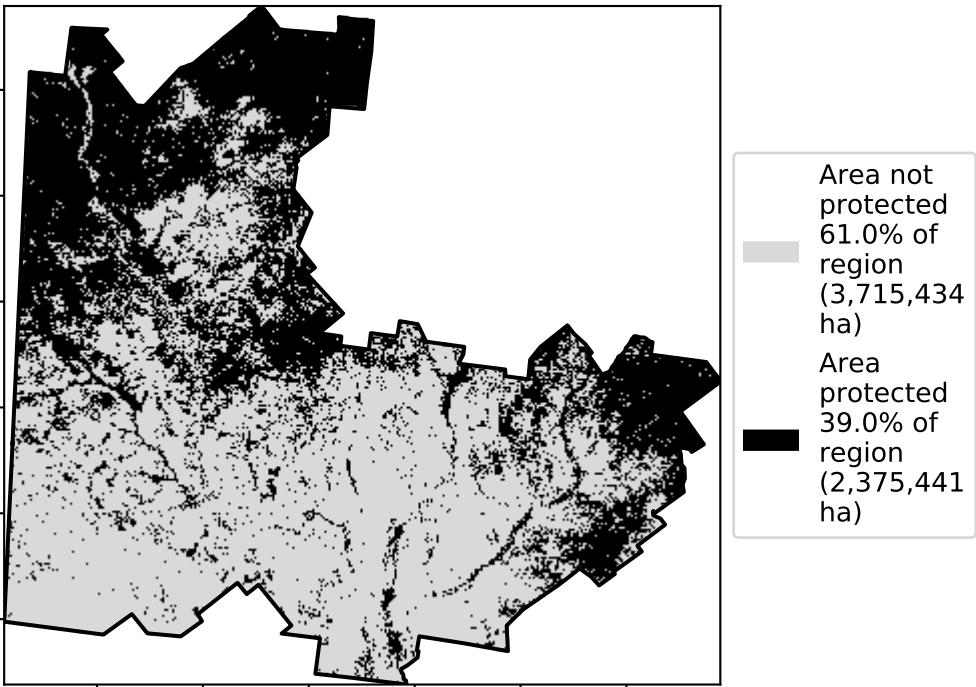 Area not
protected
61.0% of
region
(3,715,434
ha)
Area
protected
39.0% of
region
(2,375,441
ha)